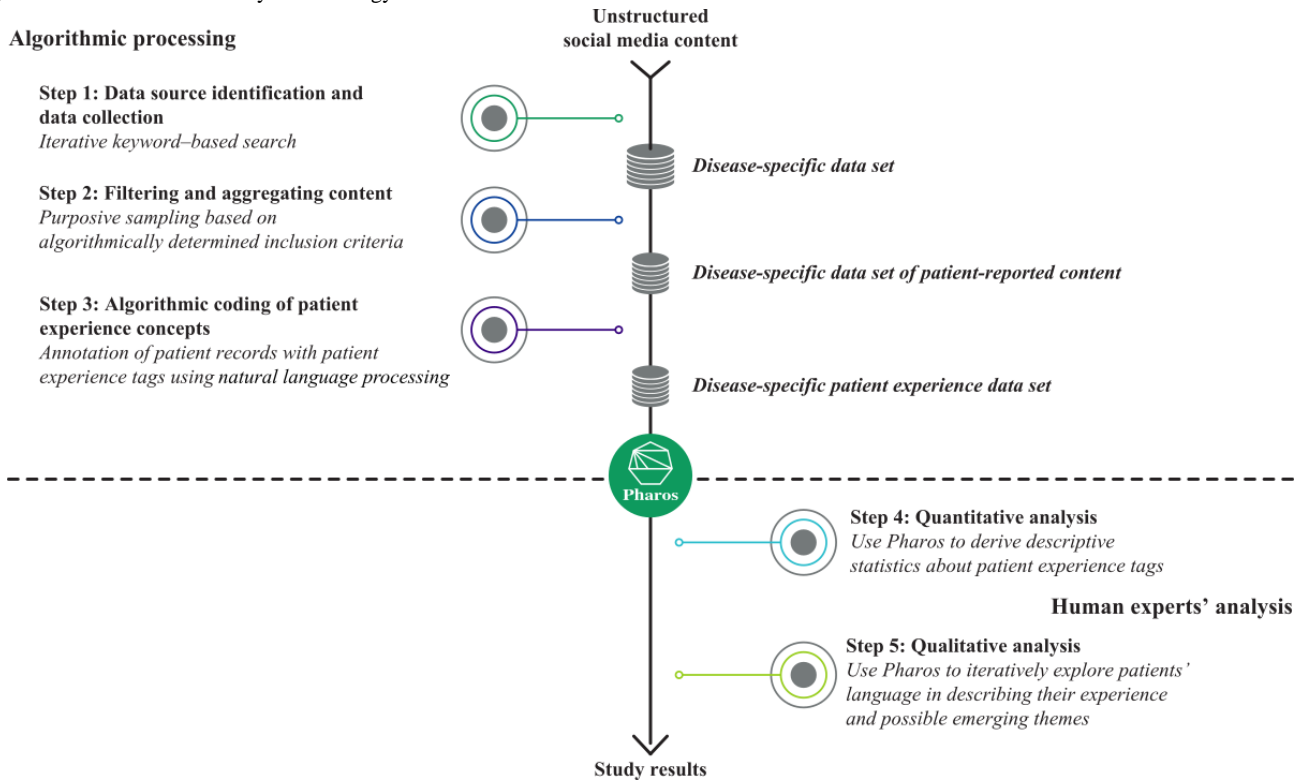 Unstructured
social media content
Algorithmic processing
Step 1: Data source identification and
data collection
Iterative keyword–based search
Disease-specific data set
Step 2: Filtering and aggregating content
Purposive sampling based on
algorithmically determined inclusion criteria
Disease-specific data set of patient-reported content
Step 3: Algorithmic coding of patient
experience concepts
Annotation of patient records with patient
experience tags using natural language processing
Disease-specific patient experience data set
Pharos
Step 4: Quantitative analysis
Use Pharos to derive descriptive
statistics about patient experience tags
Human experts’ analysis
Step 5: Qualitative analysis
Use Pharos to iteratively explore patients’
language in describing their experience
and possible emerging themes
Study results